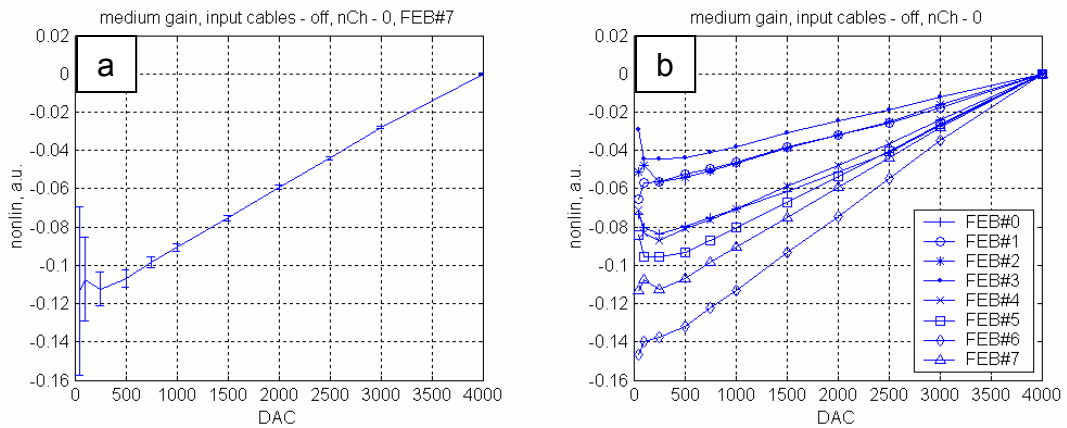 medium gain, input cables - off, nCh - 0, FEB#7
a
nonlin, a.u.
0.02
0
-0.02
-0.04
-0.06
-0.08
-0.1
-0.12
-0.14
-0.16
0 500 1000 1500 2000 2500 3000 3500 4000
DAC
medium gain, input cables - off, nCh - 0
b
nonlin, a.u.
0.02
0
-0.02
-0.04
-0.06
-0.08
-0.1
-0.12
-0.14
-0.16
0 500 1000 1500 2000 2500 3000 3500 4000
DAC
FEB#0
FEB#1
FEB#2
FEB#3
FEB#4
FEB#5
FEB#6
FEB#7